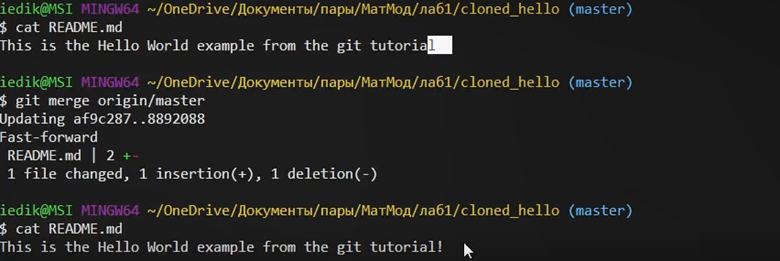 iedik@MSI MINGW64 ~/OneDrive/Документы/пары/МатМод/лаб1/cloned_hello (master)
$ cat README.md
This is the Hello World example from the git tutorial
iedik@MSI MINGW64 ~/OneDrive/Документы/пары/МатМод/лаб1/cloned_hello (master)
$ git merge origin/master
Updating af9c287..8892088
Fast-forward
 README.md | 2 +-
 1 file changed, 1 insertion(+), 1 deletion(-)
iedik@MSI MINGW64 ~/OneDrive/Документы/пары/МатМод/лаб1/cloned_hello (master)
$ cat README.md
This is the Hello World example from the git tutorial!